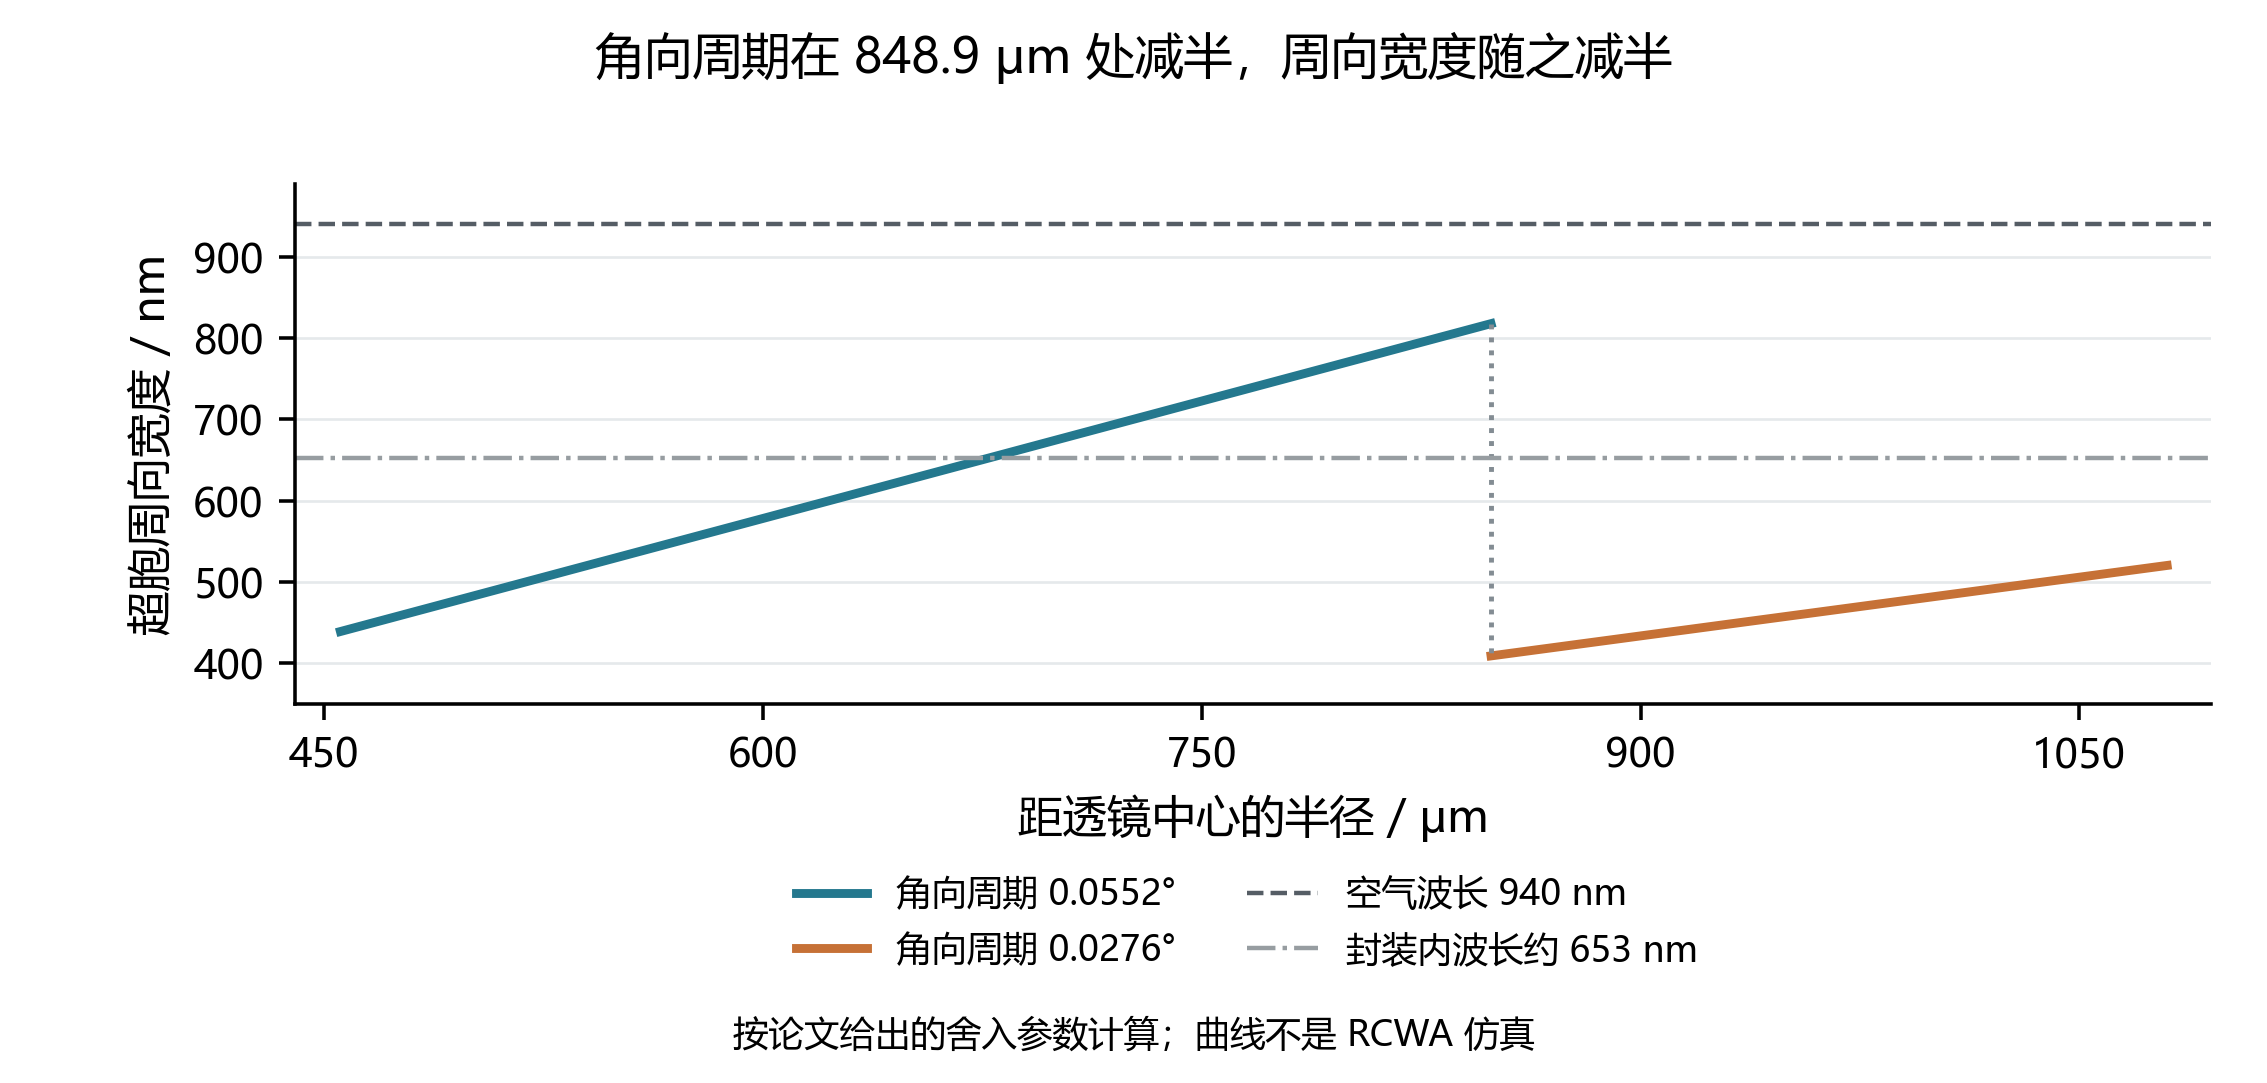 角向周期在 848.9 μm 处减半，周向宽度随之减半
超胞周向宽度 / nm
900
800
700
600
500
400
450
600
750
900
1050
距透镜中心的半径 / μm
角向周期 0.0552°
角向周期 0.0276°
空气波长 940 nm
封装内波长约 653 nm
按论文给出的舍入参数计算；曲线不是 RCWA 仿真